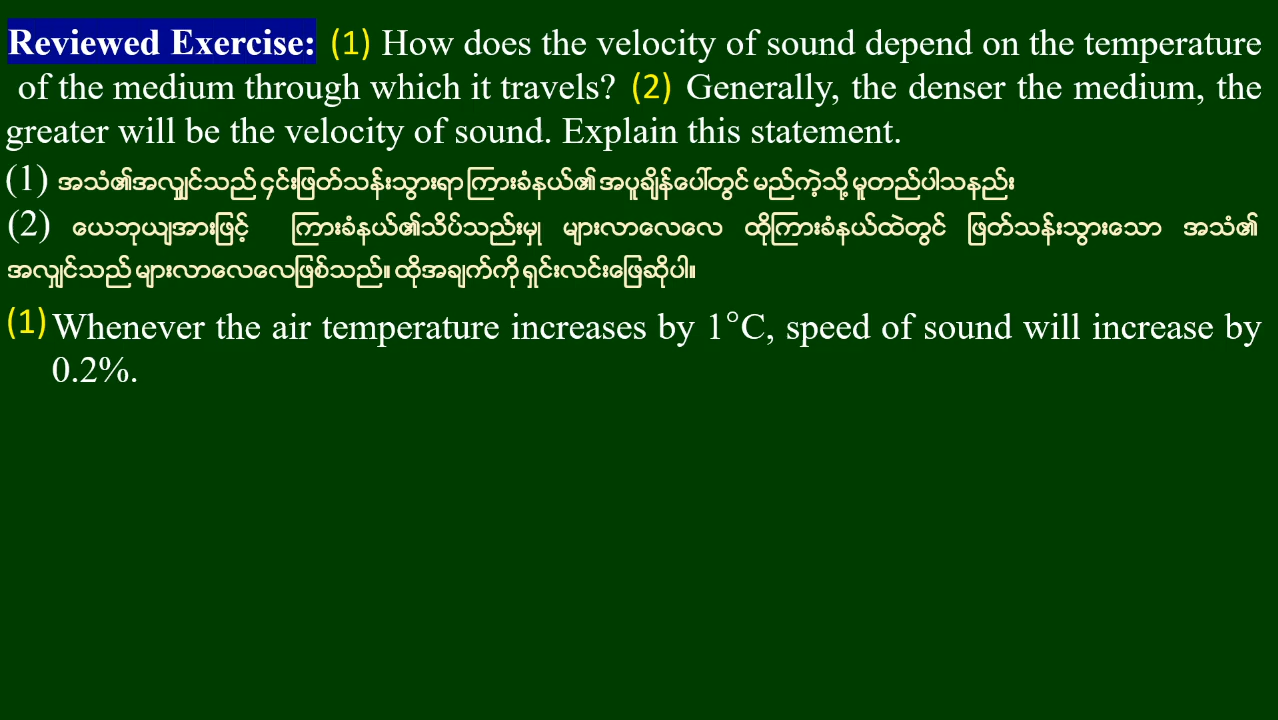 Reviewed Exercise: (1) How does the velocity of sound depend on the temperature
of the medium through which it travels? (2) Generally, the denser the medium, the
greater will be the velocity of sound. Explain this statement.
(1) အသံ၏အလျှင်သည် ၄င်းဖြတ်သန်းသွားရာ ကြားခံနယ်၏ အပူချိန်ပေါ်တွင် မည်ကဲ့သို့ မူတည်ပါသနည်း
(2) ယေဘုယျအားဖြင့် ကြားခံနယ်၏သိပ်သည်းမှု များလာလေလေ ထိုကြားခံနယ်ထဲတွင် ဖြတ်သန်းသွားသော အသံ၏
အလျှင်သည် များလာလေလေဖြစ်သည်။ ထိုအချက်ကို ရှင်းလင်းဖြေဆိုပါ။
(1) Whenever the air temperature increases by 1°C, speed of sound will increase by
0.2%.